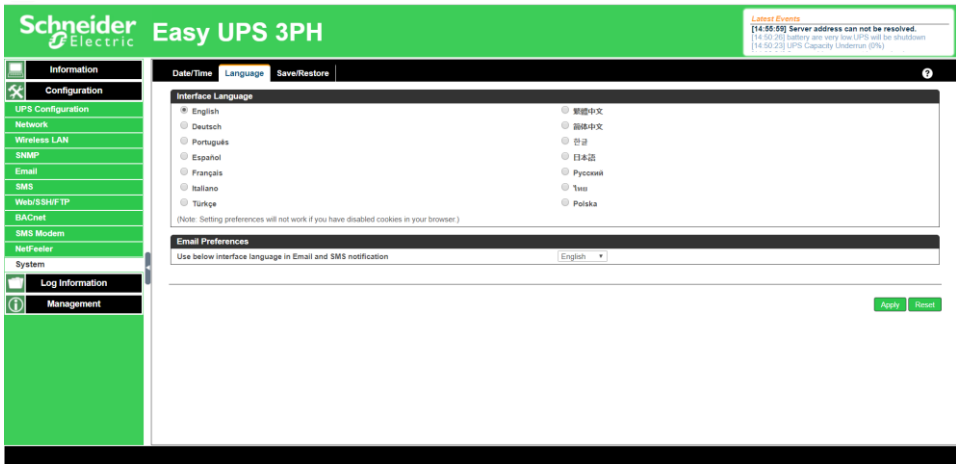 Schneider
Electric
Easy UPS 3PH
Latest Events
[14:55:59] Server address can not be resolved.
[14:50:26] battery are very low.UPS will be shutdown
[14:50:23] UPS Capacity Underrun (0%)
Information
Configuration
UPS Configuration
Network
Wireless LAN
SNMP
Email
SMS
Web/SSH/FTP
BACnet
SMS Modem
NetFeeler
System
Log Information
Management
Date/Time Language Save/Restore
?
Interface Language
English 繁體中文
Deutsch 简体中文
Português 한글
Español 日本語
Français Русский
Italiano ไทย
Türkçe Polska
(Note: Setting preferences will not work if you have disabled cookies in your browser.)
Email Preferences
Use below interface language in Email and SMS notification English
Apply Reset